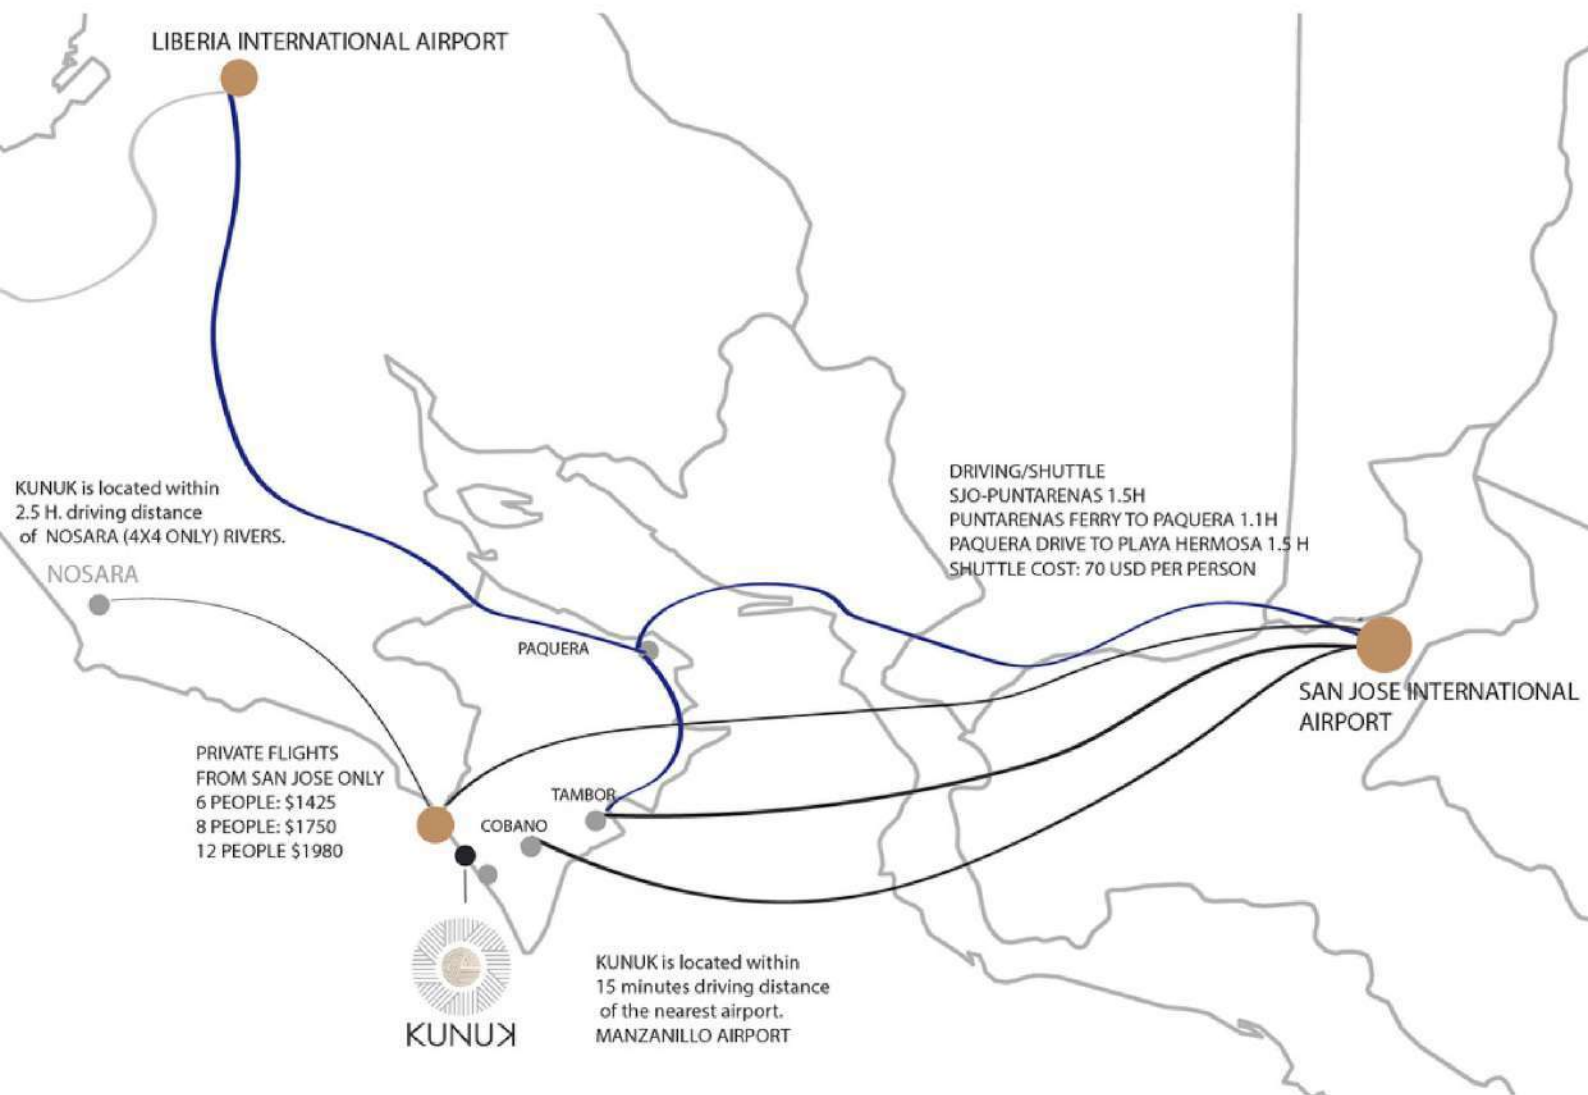 LIBERIA INTERNATIONAL AIRPORT
KUNUK is located within
2.5 H. driving distance
of NOSARA (4X4 ONLY) RIVERS.
NOSARA
DRIVING/SHUTTLE
SJO-PUNTARENAS 1.5H
PUNTARENAS FERRY TO PAQUERA 1.1H
PAQUERA DRIVE TO PLAYA HERMOSA 1.5 H
SHUTTLE COST: 70 USD PER PERSON
PAQUERA
SAN JOSE INTERNATIONAL
AIRPORT
PRIVATE FLIGHTS
FROM SAN JOSE ONLY
6 PEOPLE: $1425
8 PEOPLE: $1750
12 PEOPLE $1980
TAMBOR
COBANO
KUNUK
KUNUK is located within
15 minutes driving distance
of the nearest airport.
MANZANILLO AIRPORT